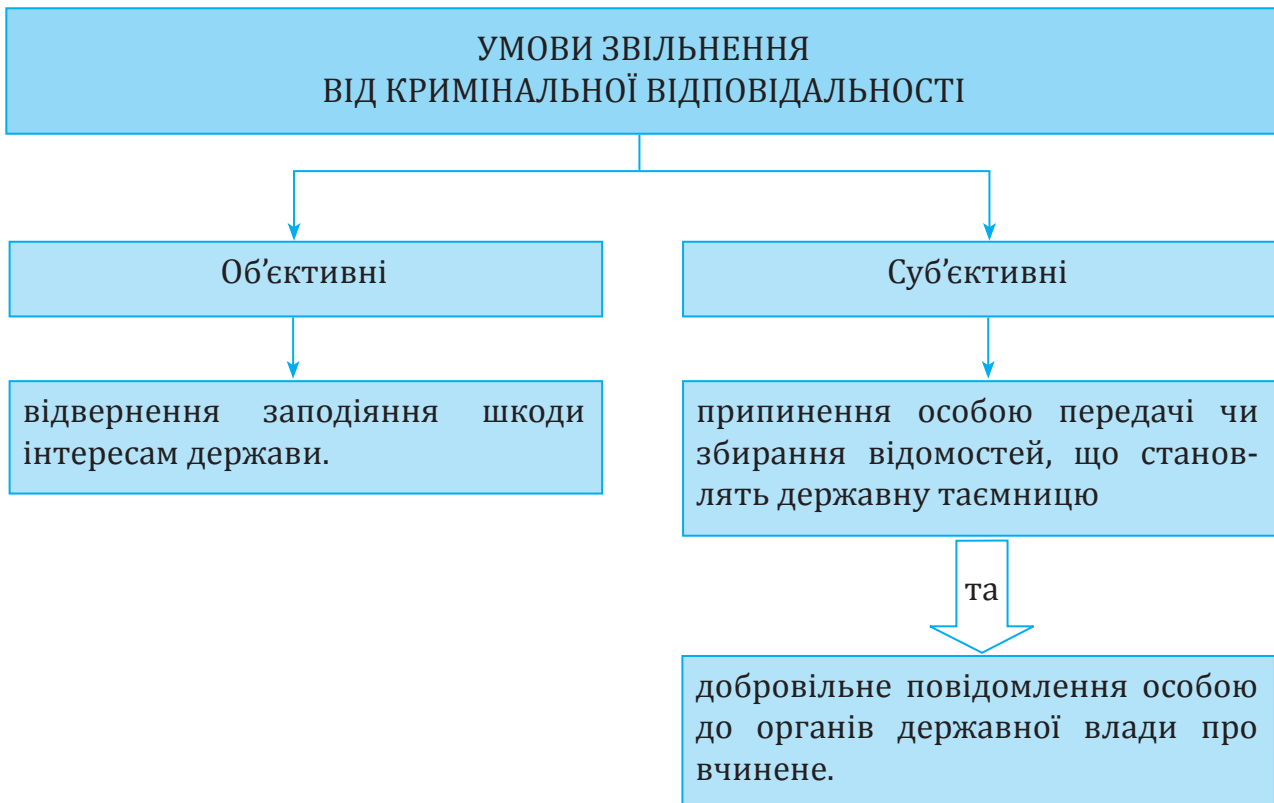 УМОВИ ЗВІЛЬНЕННЯ
ВІД КРИМІНАЛЬНОЇ ВІДПОВІДАЛЬНОСТІ
Об’єктивні
відвернення заподіяння шкоди
інтересам держави.
Суб’єктивні
припинення особою передачі чи
збирання відомостей, що станов-
лять державну таємницю
та
добровільне повідомлення особою
до органів державної влади про
вчинене.